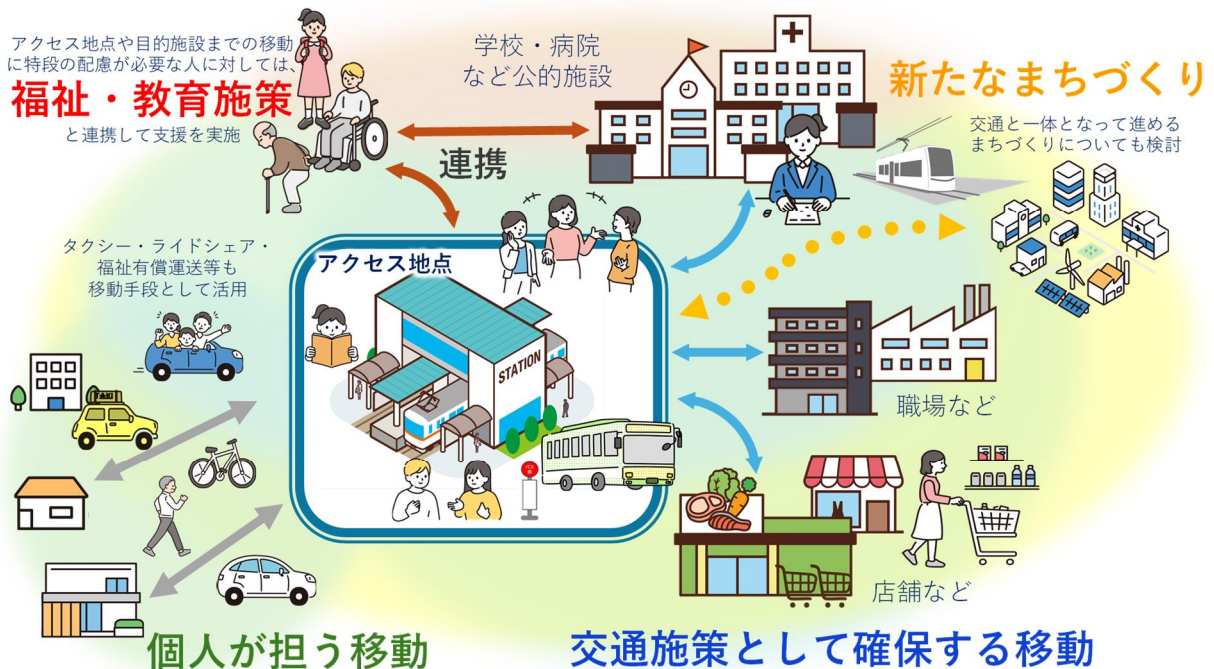 アクセス地点や目的施設までの移動
に特段の配慮が必要な人に対しては、
福祉・教育施策
と連携して支援を実施
学校・病院
など公的施設
新たなまちづくり
交通と一体となって進める
まちづくりについても検討
連携
タクシー・ライドシェア・
福祉有償運送等も
移動手段として活用
アクセス地点
STATION
TAXI
バス
職場など
店舗など
個人が担う移動
交通施策として確保する移動